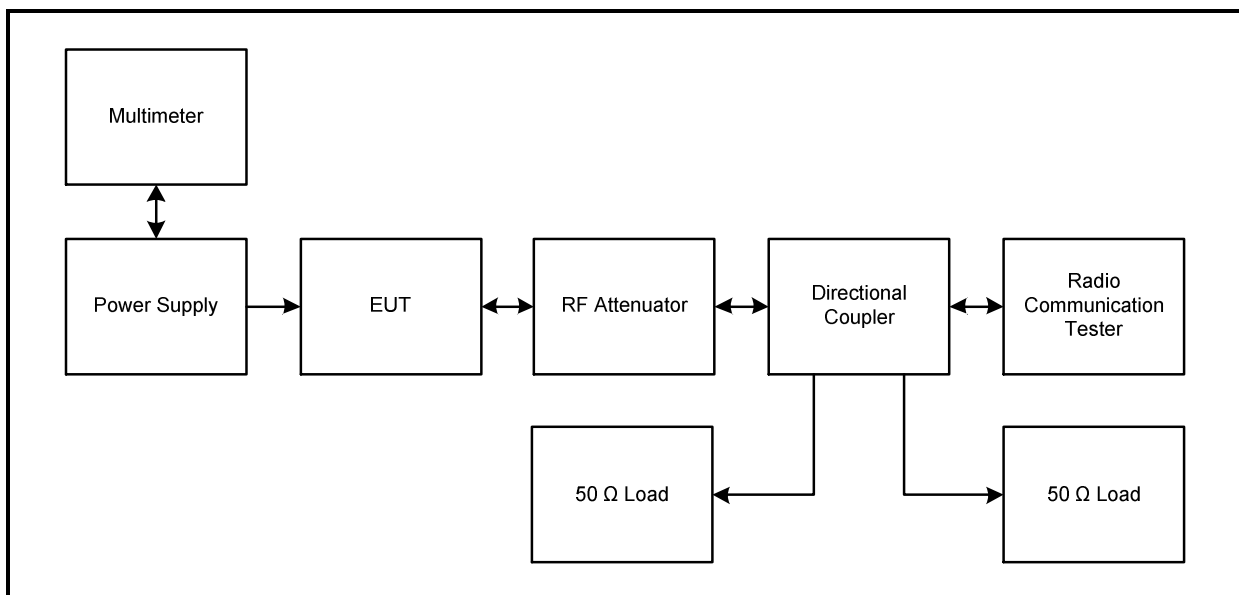 Multimeter
Power Supply
EUT
RF Attenuator
Directional
Coupler
Radio
Communication
Tester
50 Ω Load
50 Ω Load